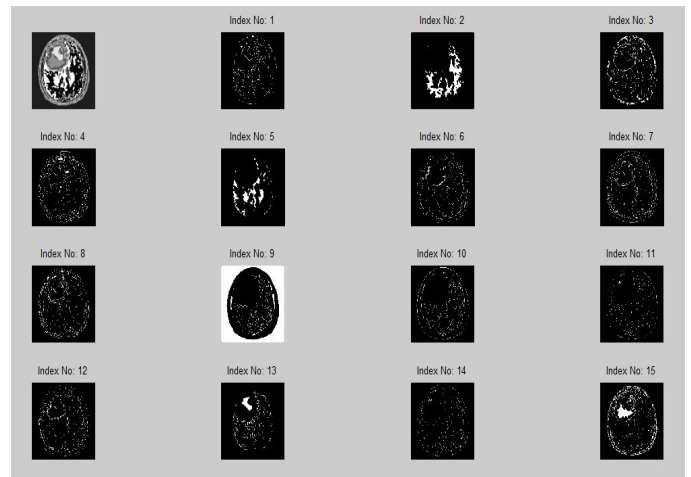 Index No: 1
Index No: 2
Index No: 3
Index No: 4
Index No: 5
Index No: 6
Index No: 7
Index No: 8
Index No: 9
Index No: 10
Index No: 11
Index No: 12
Index No: 13
Index No: 14
Index No: 15